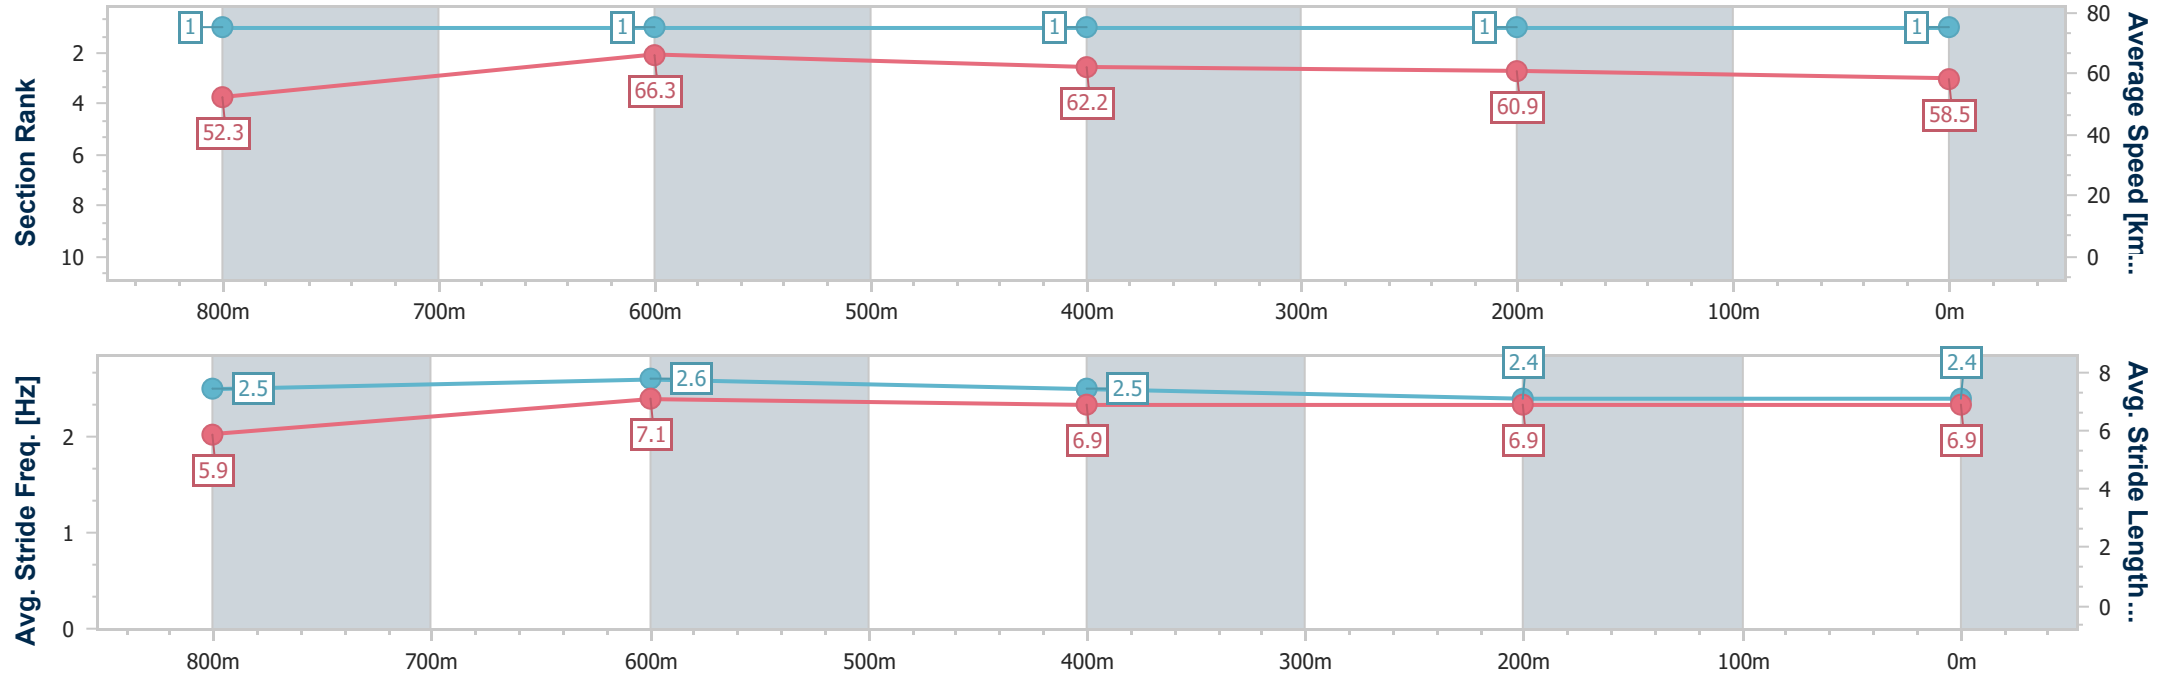 Section Rank
2
4
6
8
10
1
1
1
1
1
52.3
66.3
62.2
60.9
58.5
80
60
40
20
0
Average Speed [km...
800m
700m
600m
500m
400m
300m
200m
100m
0m
Avg. Stride Freq. [Hz]
2
1
0
2.5
2.6
2.5
2.4
2.4
5.9
7.1
6.9
6.9
6.9
8
6
4
2
0
Avg. Stride Length...
800m
700m
600m
500m
400m
300m
200m
100m
0m